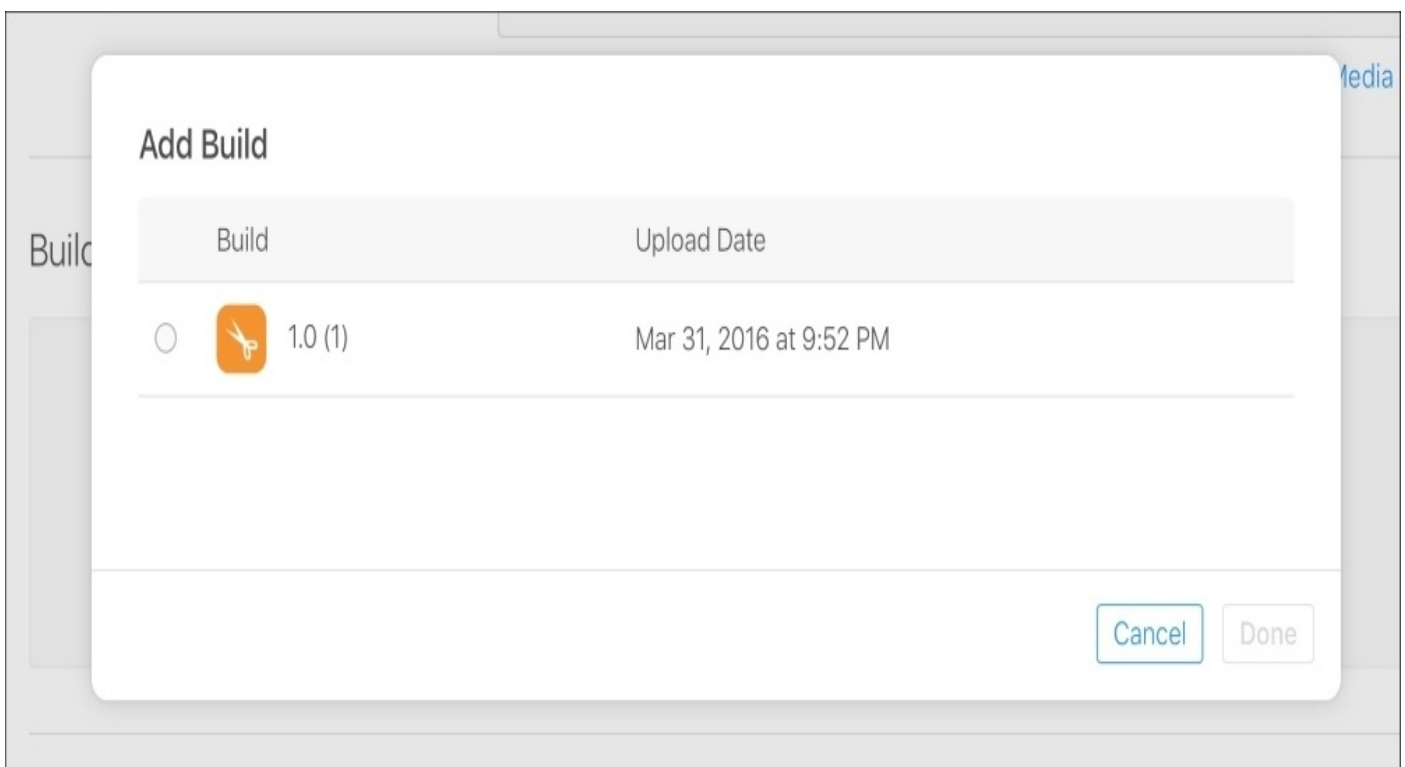 Media
Add Build
Build
Build Upload Date
1.0 (1) Mar 31, 2016 at 9:52 PM
Cancel Done